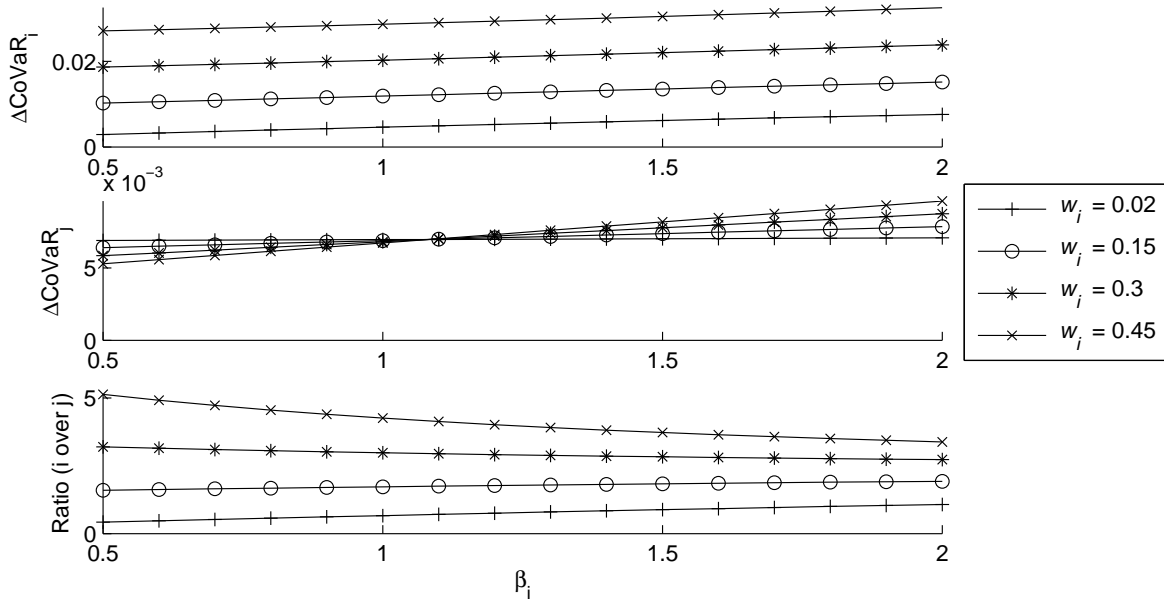 ΔCoVaR_i
0.02
0
0.5
1
1.5
2
x 10^−3
ΔCoVaR_j
5
0
0.5
1
1.5
2
Ratio (i over j)
5
0
0.5
1
1.5
2
β_i
w_i = 0.02
w_i = 0.15
w_i = 0.3
w_i = 0.45